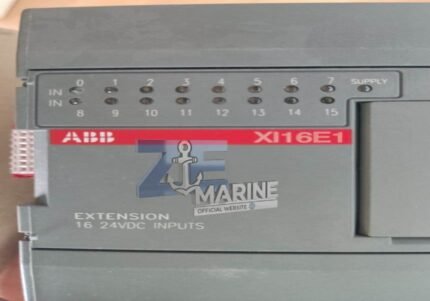 0 1 2 3 4 5 6 7 SUPPLY
IN
IN
8 9 10 11 12 13 14 15
ABB XI16E1
ZE
MARINE
OFFICIAL WEBSITE
EXTENSION
16 24VDC INPUTS